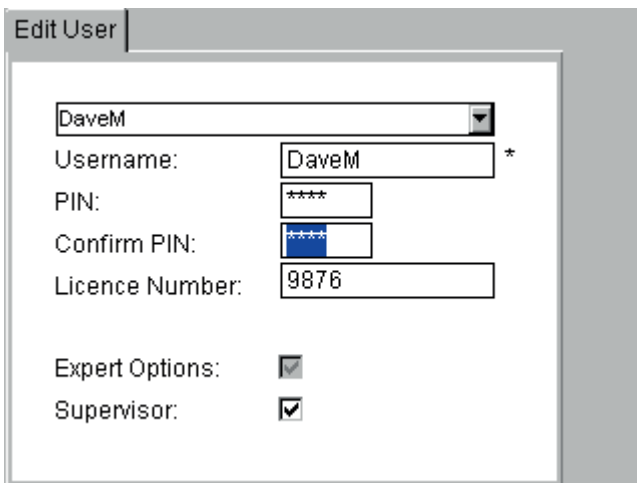 Edit User
DaveM
Username: DaveM *
PIN: ****
Confirm PIN: ****
Licence Number: 9876
Expert Options:
Supervisor: